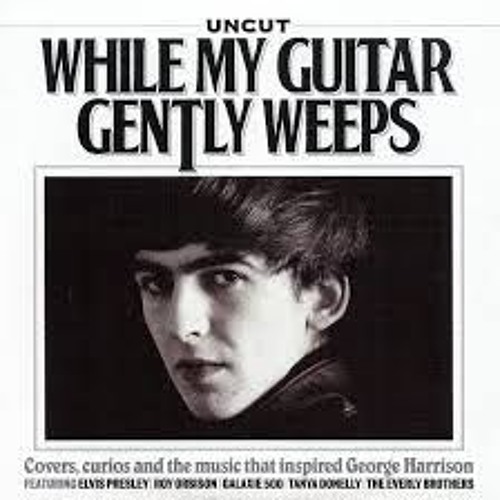 UNCUT
WHILE MY GUITAR
GENTLY WEEPS
Covers, curios and the music that inspired George Harrison
FEATURING ELVIS PRESLEY | ROY ORBISON | GALAXIE 500 TANYA DONELLY THE EVERLY BROTHERS